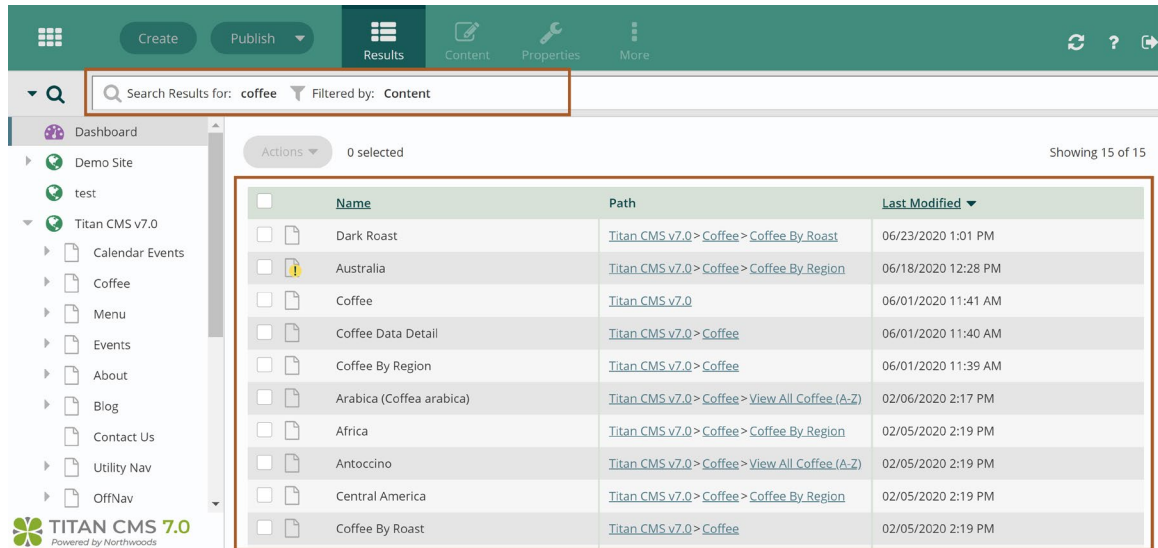 Create
Publish
Results
Content
Properties
More
?
Search Results for: coffee Filtered by: Content
Dashboard
Demo Site
test
Titan CMS v7.0
Calendar Events
Coffee
Menu
Events
About
Blog
Contact Us
Utility Nav
OffNav
TITAN CMS 7.0
Powered by Northwoods
Actions 0 selected Showing 15 of 15
Name Path Last Modified
Dark Roast Titan CMS v7.0 > Coffee > Coffee By Roast 06/23/2020 1:01 PM
Australia Titan CMS v7.0 > Coffee > Coffee By Region 06/18/2020 12:28 PM
Coffee Titan CMS v7.0 06/01/2020 11:41 AM
Coffee Data Detail Titan CMS v7.0 > Coffee 06/01/2020 11:40 AM
Coffee By Region Titan CMS v7.0 > Coffee 06/01/2020 11:39 AM
Arabica (Coffea arabica) Titan CMS v7.0 > Coffee > View All Coffee (A-Z) 02/06/2020 2:17 PM
Africa Titan CMS v7.0 > Coffee > Coffee By Region 02/05/2020 2:19 PM
Antoccino Titan CMS v7.0 > Coffee > View All Coffee (A-Z) 02/05/2020 2:19 PM
Central America Titan CMS v7.0 > Coffee > Coffee By Region 02/05/2020 2:19 PM
Coffee By Roast Titan CMS v7.0 > Coffee 02/05/2020 2:19 PM